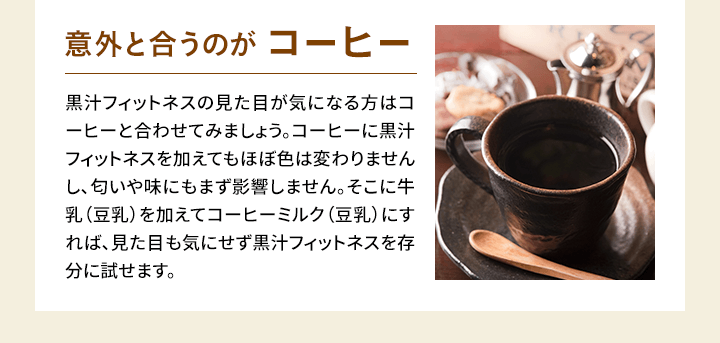 意外と合うのが コーヒー
黒汁フィットネスの見た目が気になる方はコ
ーヒーと合わせてみましょう。コーヒーに黒汁
フィットネスを加えてもほぼ色は変わりません
し、匂いや味にもまず影響しません。そこに牛
乳（豆乳）を加えてコーヒーミルク（豆乳）にす
れば、見た目も気にせず黒汁フィットネスを存
分に試せます。